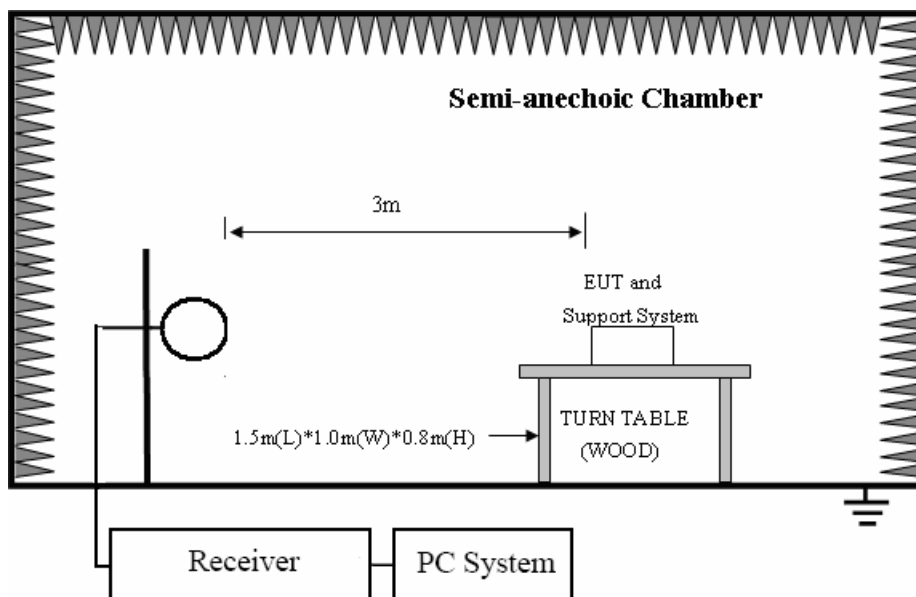 Semi-anechoic Chamber
3m
EUT and
Support System
1.5m(L)*1.0m(W)*0.8m(H)
TURN TABLE
(WOOD)
Receiver
PC System